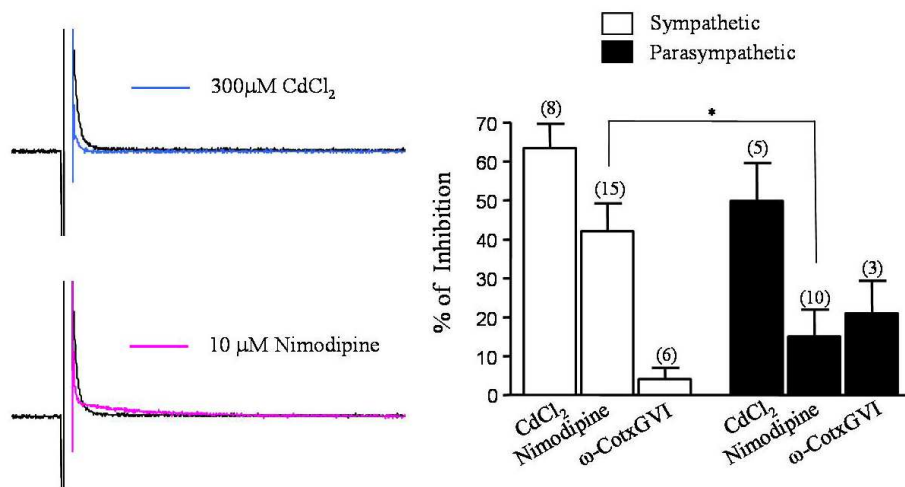 300μM CdCl₂
10 μM Nimodipine
Sympathetic
Parasympathetic
% of Inhibition
70
60
50
40
30
20
10
0
(8)
(15)
(6)
*
(5)
(10)
(3)
CdCl₂
Nimodipine
ω-CotxGVI
CdCl₂
Nimodipine
ω-CotxGVI